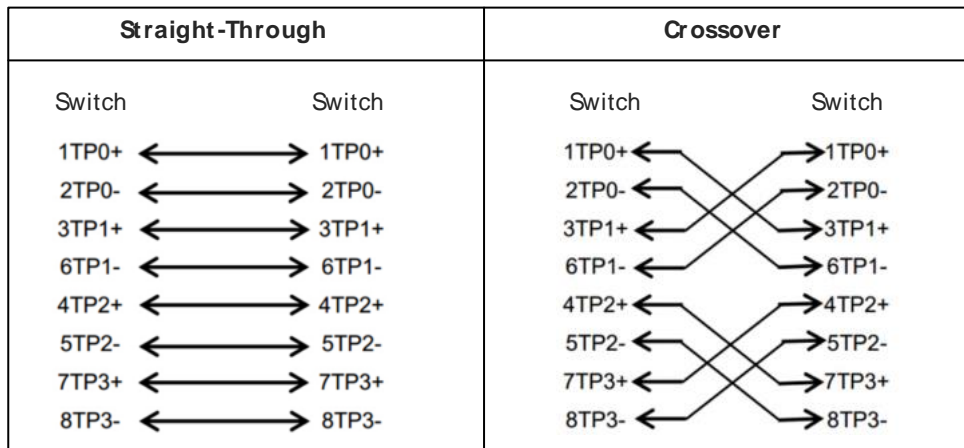 Straight-Through Crossover
Switch Switch Switch Switch
1TP0+ 1TP0+ 1TP0+ 1TP0+
2TP0- 2TP0- 2TP0- 2TP0-
3TP1+ 3TP1+ 3TP1+ 3TP1+
6TP1- 6TP1- 6TP1- 6TP1-
4TP2+ 4TP2+ 4TP2+ 4TP2+
5TP2- 5TP2- 5TP2- 5TP2-
7TP3+ 7TP3+ 7TP3+ 7TP3+
8TP3- 8TP3- 8TP3- 8TP3-